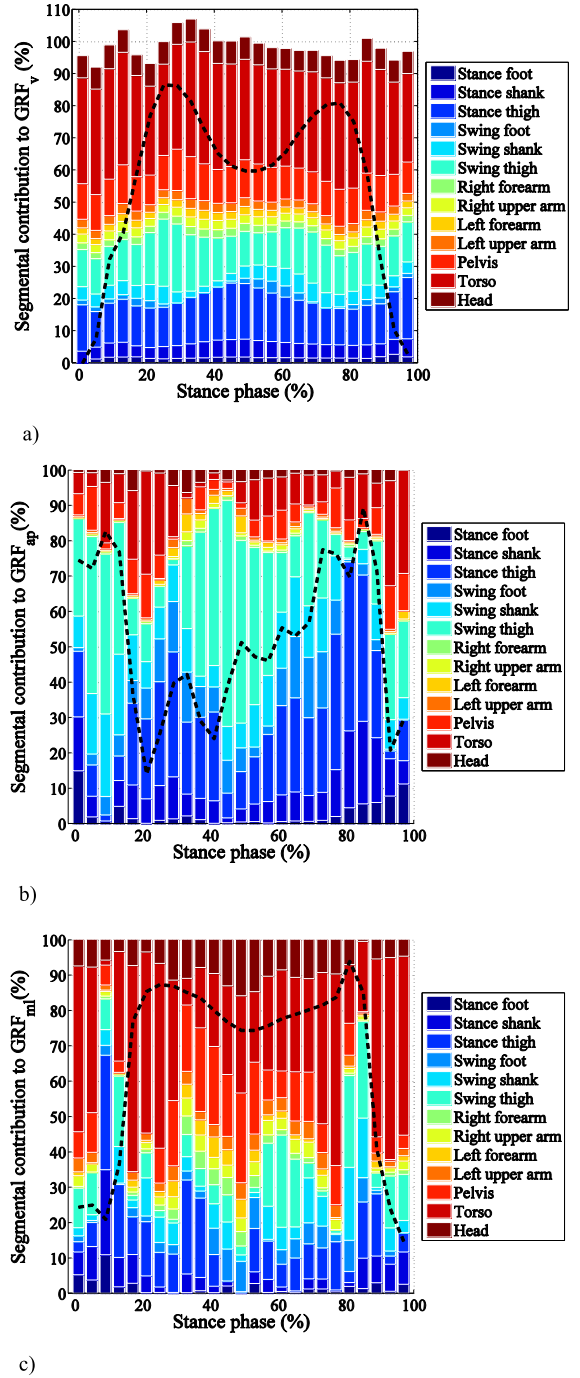 110
100
90
80
70
60
50
40
30
20
10
0
Segmental contribution to GRFv (%)
0 20 40 60 80 100
Stance phase (%)
Stance foot
Stance shank
Stance thigh
Swing foot
Swing shank
Swing thigh
Right forearm
Right upper arm
Left forearm
Left upper arm
Pelvis
Torso
Head
a)
100
90
80
70
60
50
40
30
20
10
0
Segmental contribution to GRFap(%)
0 20 40 60 80 100
Stance phase (%)
Stance foot
Stance shank
Stance thigh
Swing foot
Swing shank
Swing thigh
Right forearm
Right upper arm
Left forearm
Left upper arm
Pelvis
Torso
Head
b)
100
90
80
70
60
50
40
30
20
10
0
Segmental contribution to GRFml(%)
0 20 40 60 80 100
Stance phase (%)
Stance foot
Stance shank
Stance thigh
Swing foot
Swing shank
Swing thigh
Right forearm
Right upper arm
Left forearm
Left upper arm
Pelvis
Torso
Head
c)